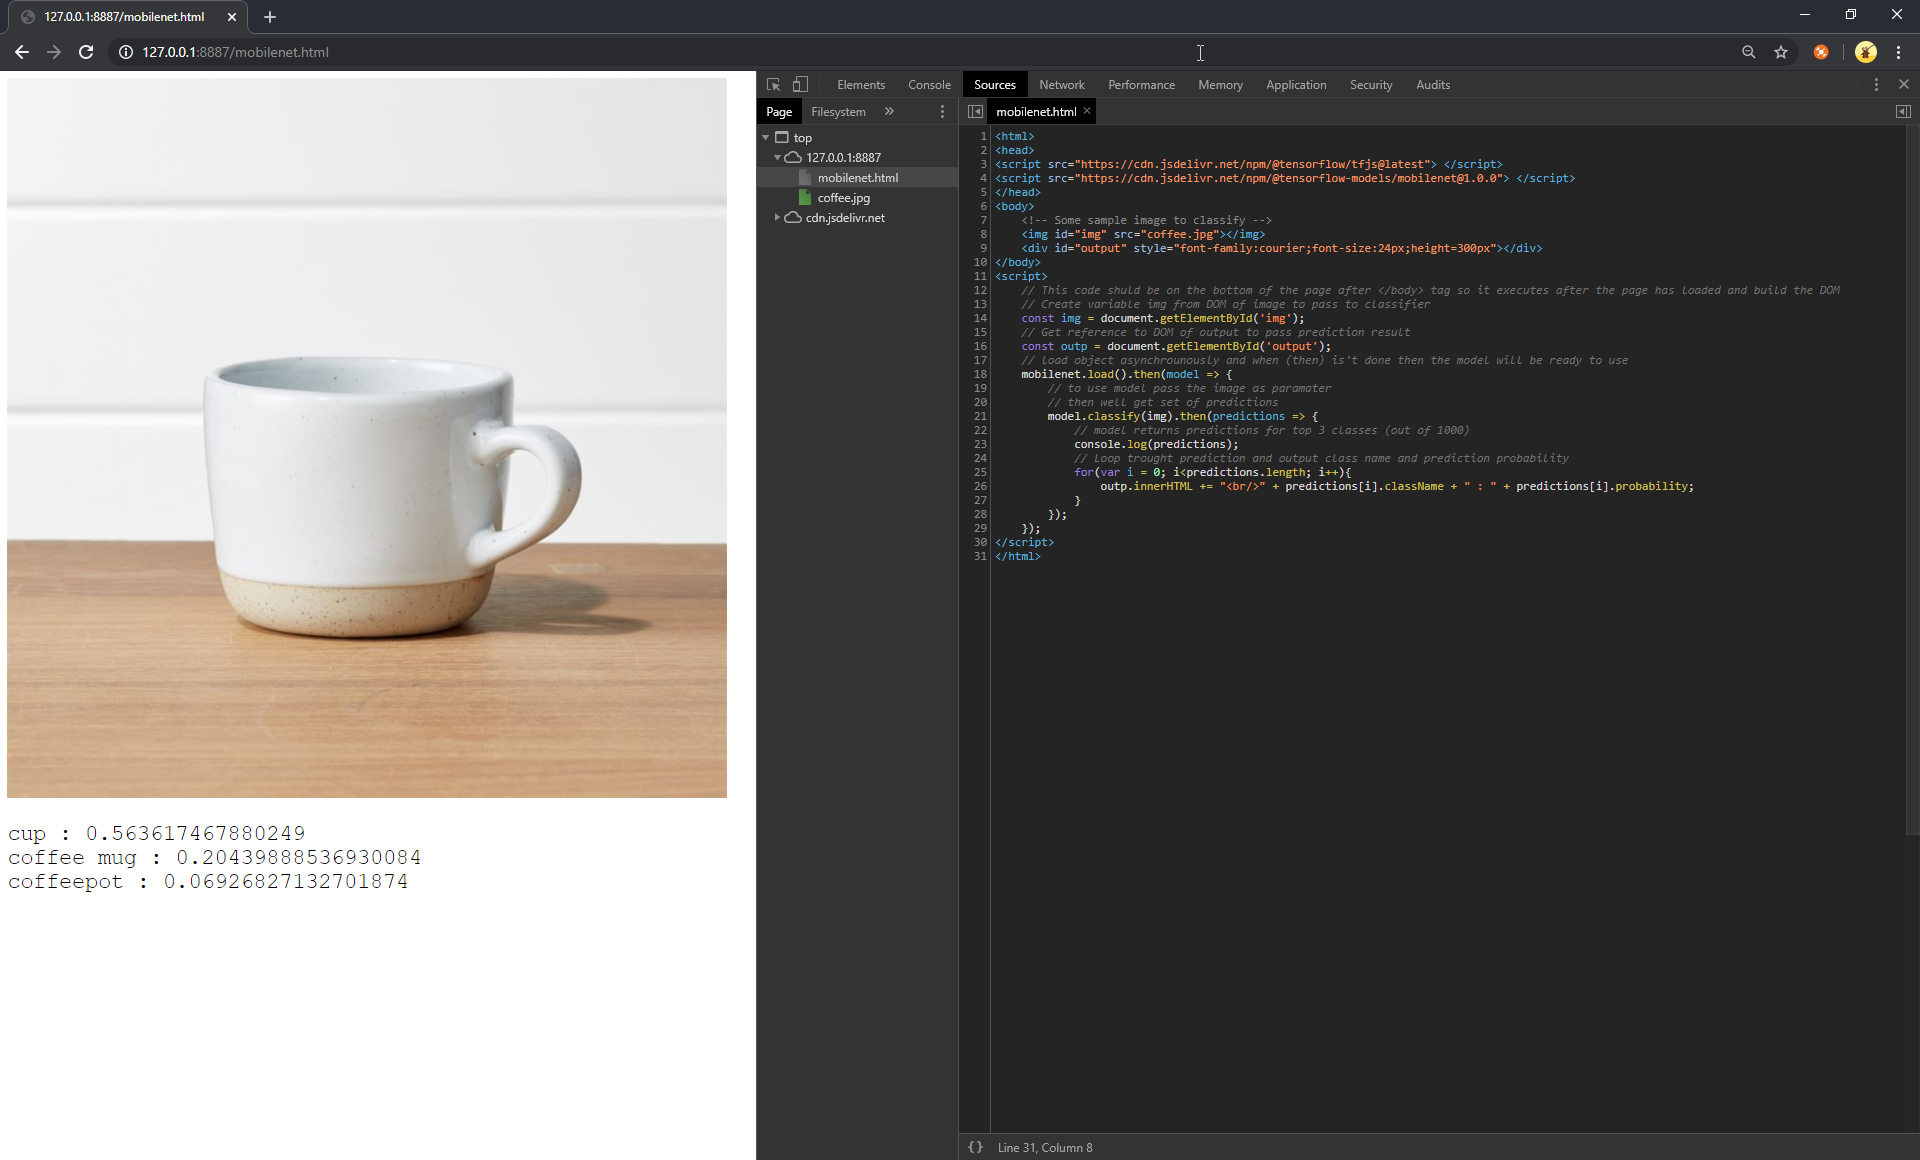 127.0.0.1:8887/mobilenet.html
127.0.0.1:8887/mobilenet.html
Elements Console Sources Network Performance Memory Application Security Audits
Page Filesystem »
mobilenet.html
top
127.0.0.1:8887
mobilenet.html
coffee.jpg
cdn.jsdelivr.net
1 <html>
2 <head>
3 <script src="https://cdn.jsdelivr.net/npm/@tensorflow/tfjs@latest"> </script>
4 <script src="https://cdn.jsdelivr.net/npm/@tensorflow-models/mobilenet@1.0.0"> </script>
5 </head>
6 <body>
7 <!-- Some sample image to classify -->
8 <img id="img" src="coffee.jpg"></img>
9 <div id="output" style="font-family:courier;font-size:24px;height=300px"></div>
10 </body>
11 <script>
12 // This code shuld be on the bottom of the page after </body> tag so it executes after the page has loaded and build the DOM
13 // Create variable img from DOM of image to pass to classifier
14 const img = document.getElementById('img');
15 // Get reference to DOM of output to pass prediction result
16 const outp = document.getElementById('output');
17 // load object asynchrounously and when (then) is't done then the model will be ready to use
18 mobilenet.load().then(model => {
19 // to use model pass the image as paramater
20 // then well get set of predictions
21 model.classify(img).then(predictions => {
22 // model returns predictions for top 3 classes (out of 1000)
23 console.log(predictions);
24 // Loop trought prediction and output class name and prediction probability
25 for(var i = 0; i<predictions.length; i++){
26 outp.innerHTML += "<br/>" + predictions[i].className + " : " + predictions[i].probability;
27 }
28 });
29 });
30 </script>
31 </html>
cup : 0.563617467880249
coffee mug : 0.20439888536930084
coffeepot : 0.06926827132701874
{} Line 31, Column 8